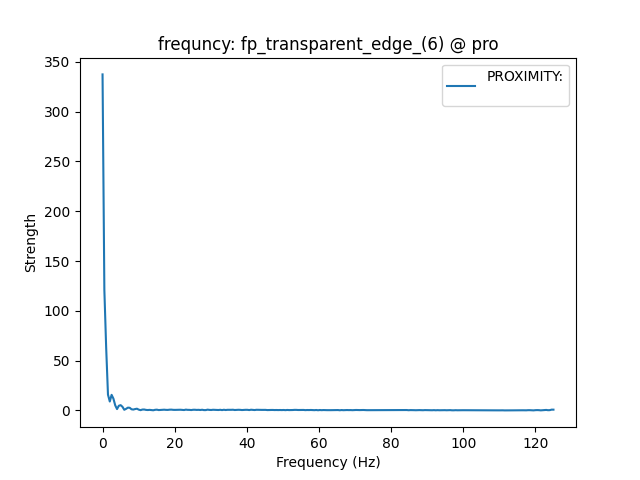 frequncy: fp_transparent_edge_(6) @ pro
PROXIMITY:
350
300
250
200
150
100
50
0
Strength
0 20 40 60 80 100 120
Frequency (Hz)